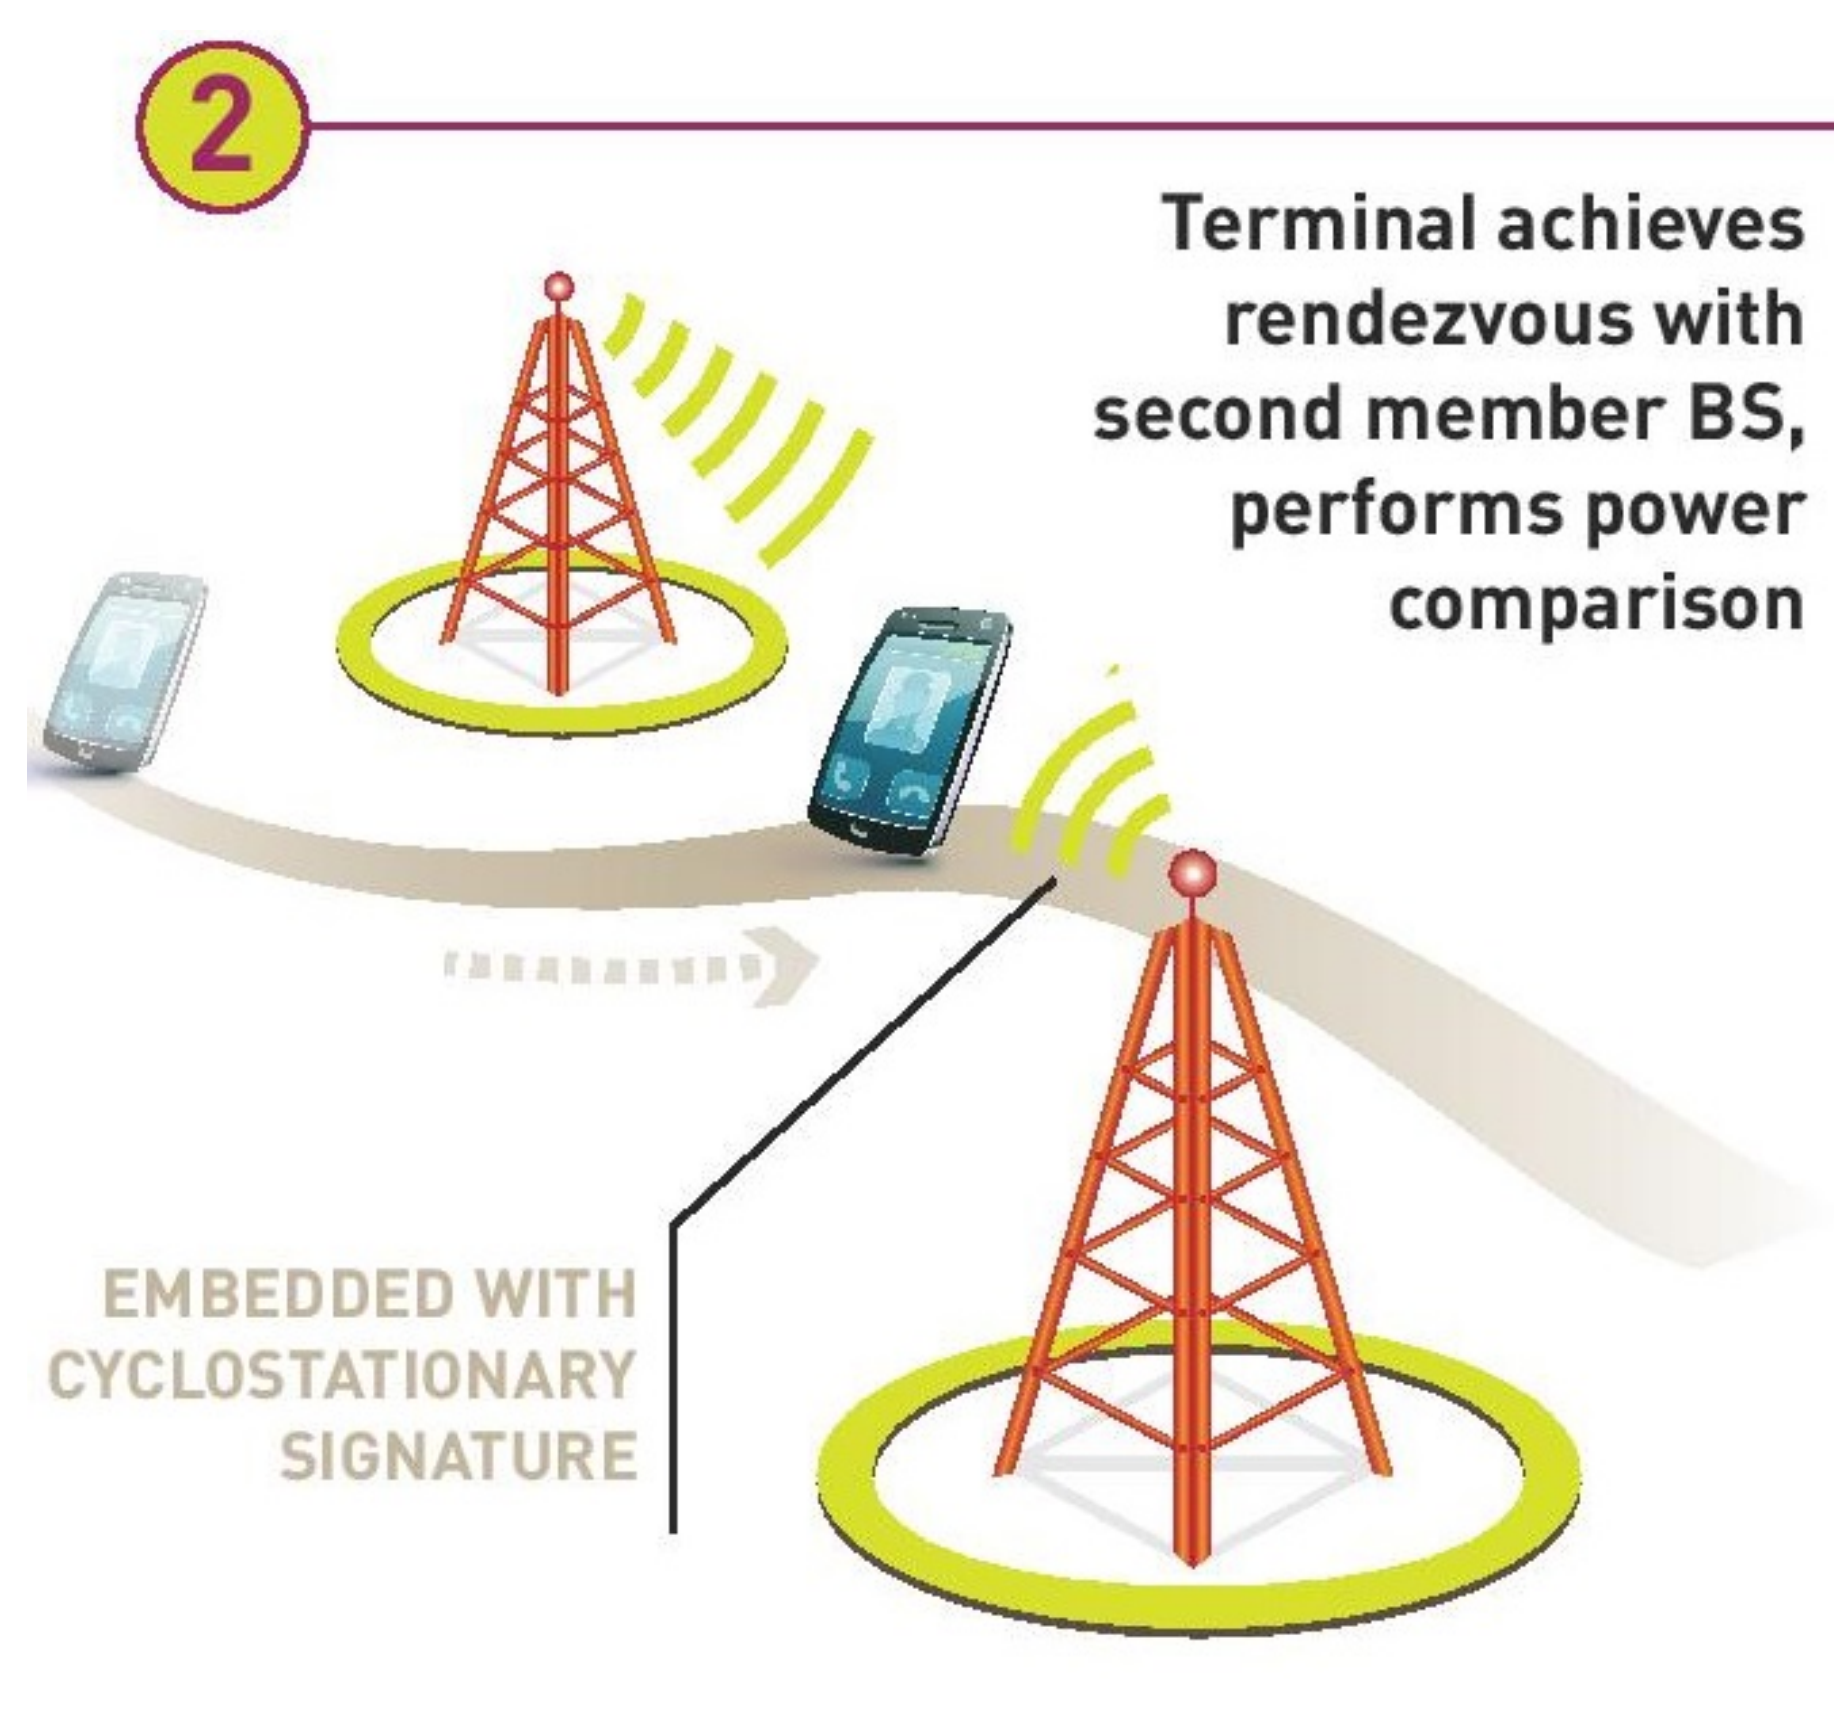 2
Terminal achieves
rendezvous with
second member BS,
performs power
comparison
EMBEDDED WITH
CYCLOSTATIONARY
SIGNATURE